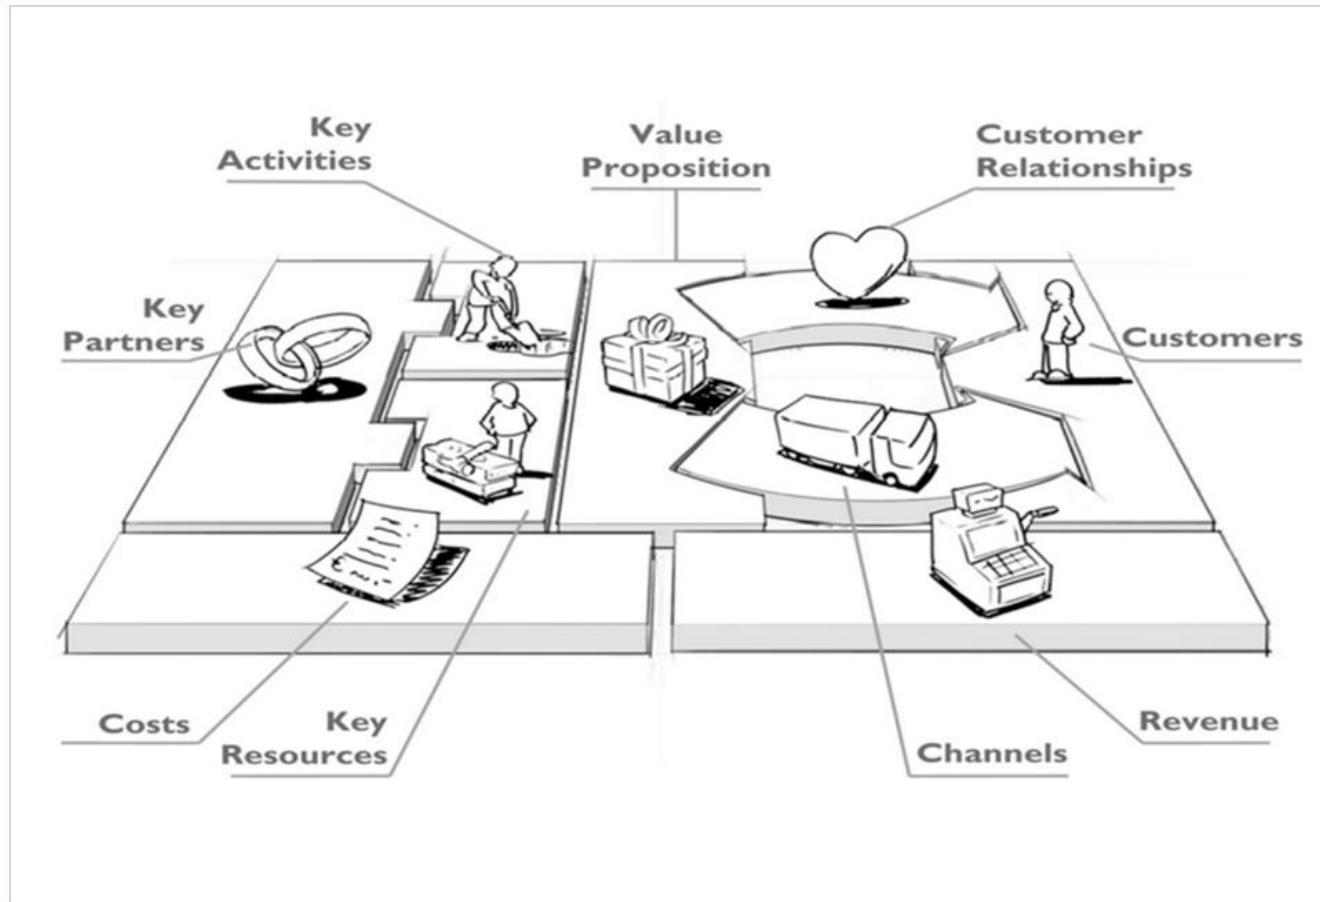 Key
Activities
Value
Proposition
Customer
Relationships
Key
Partners
Customers
Costs
Key
Resources
Channels
Revenue